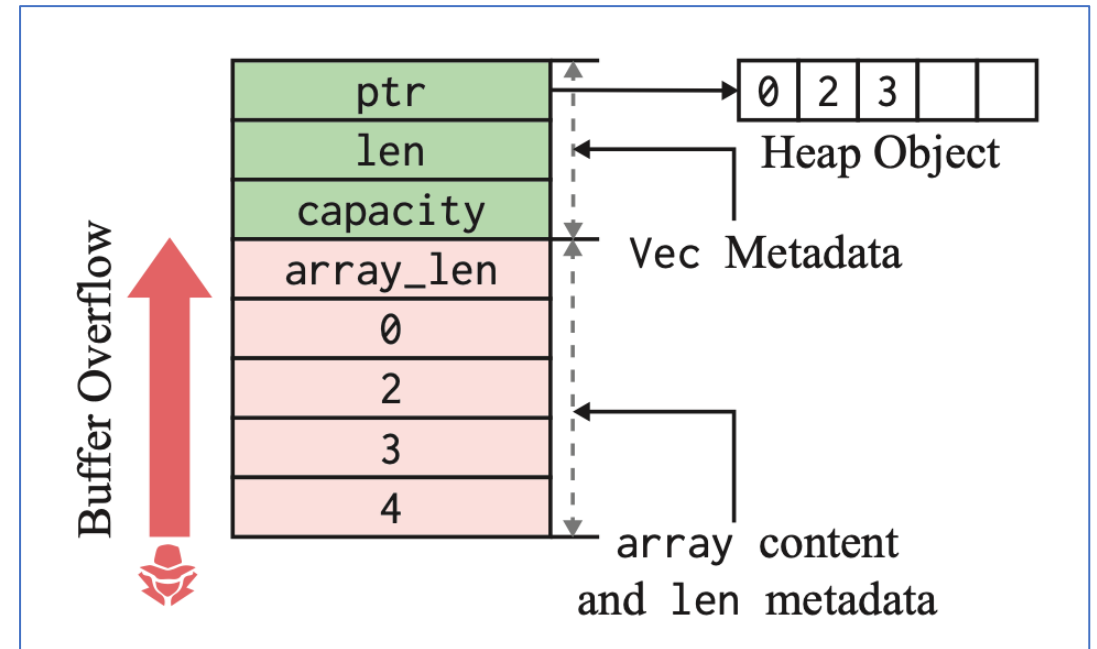 ptr
len
capacity
array_len
0
2
3
4
0 2 3
Heap Object
Vec Metadata
array content
and len metadata
Buffer Overflow